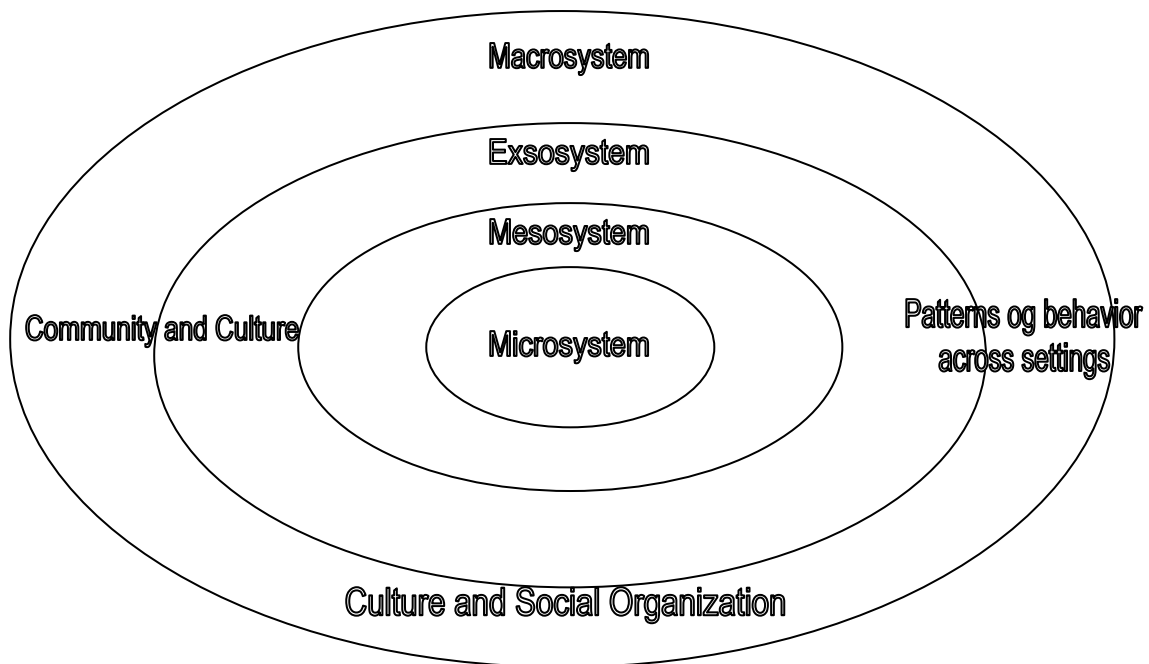 Macrosystem
Exsosystem
Mesosystem
Community and Culture
Microsystem
Patterns og behavior
across settings
Culture and Social Organization